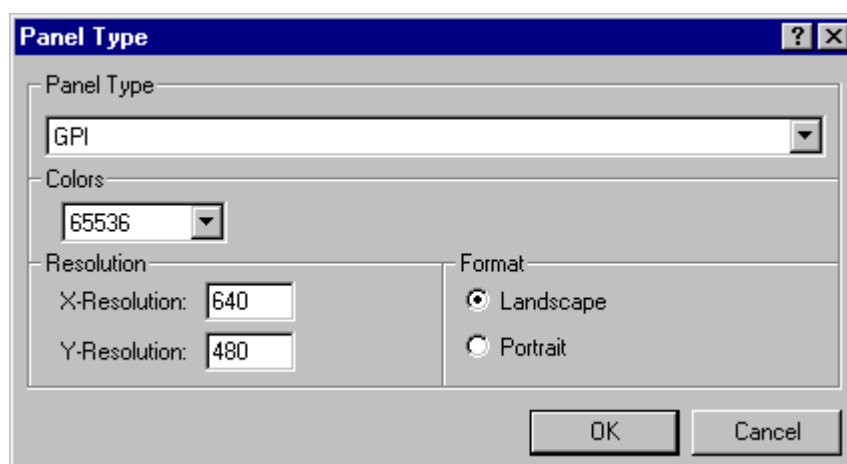 Panel Type
Panel Type
GPI
Colors
65536
Resolution
Format
X-Resolution: 640
Landscape
Y-Resolution: 480
Portrait
OK
Cancel